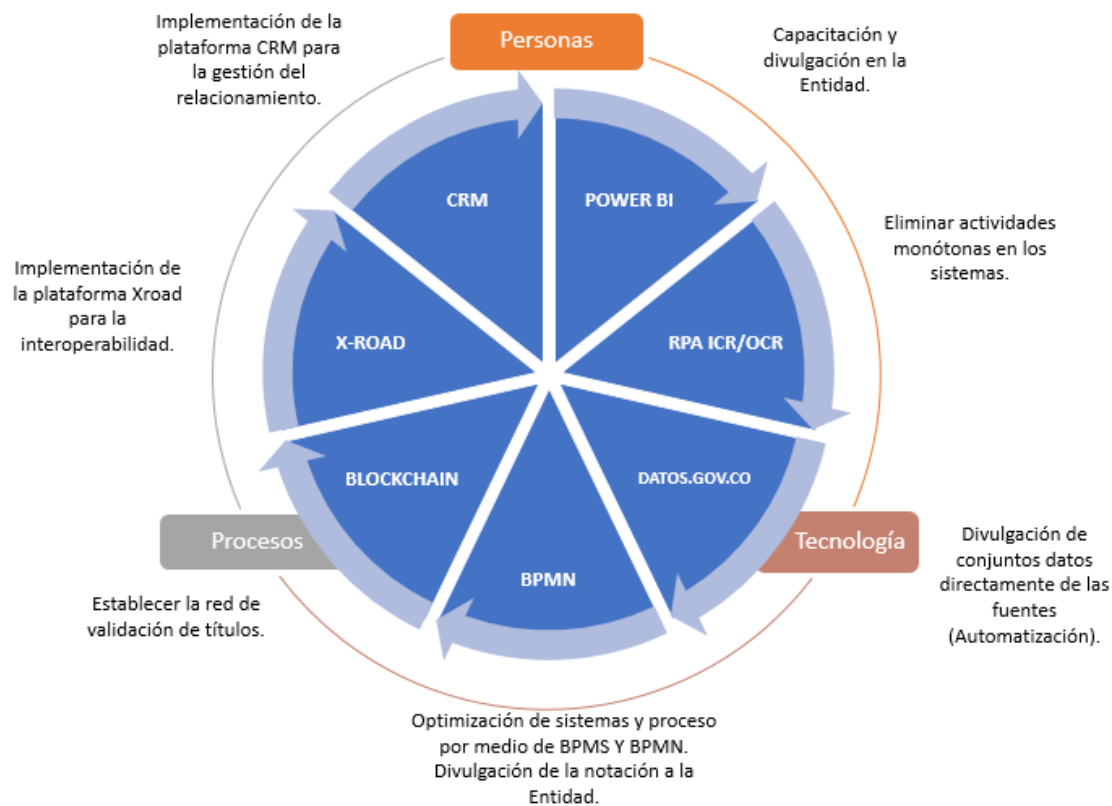 Implementación de la
plataforma CRM para
la gestión del
relacionamiento.
Personas
Capacitación y
divulgación en la
Entidad.
CRM
POWER BI
Eliminar actividades
monótonas en los
sistemas.
Implementación de
la plataforma Xroad
para la
interoperabilidad.
X-ROAD
RPA ICR/OCR
BLOCKCHAIN
DATOS.GOV.CO
BPMN
Procesos
Tecnología
Establecer la red de
validación de títulos.
Divulgación de
conjuntos datos
directamente de las
fuentes
(Automatización).
Optimización de sistemas y proceso
por medio de BPMS Y BPMN.
Divulgación de la notación a la
Entidad.